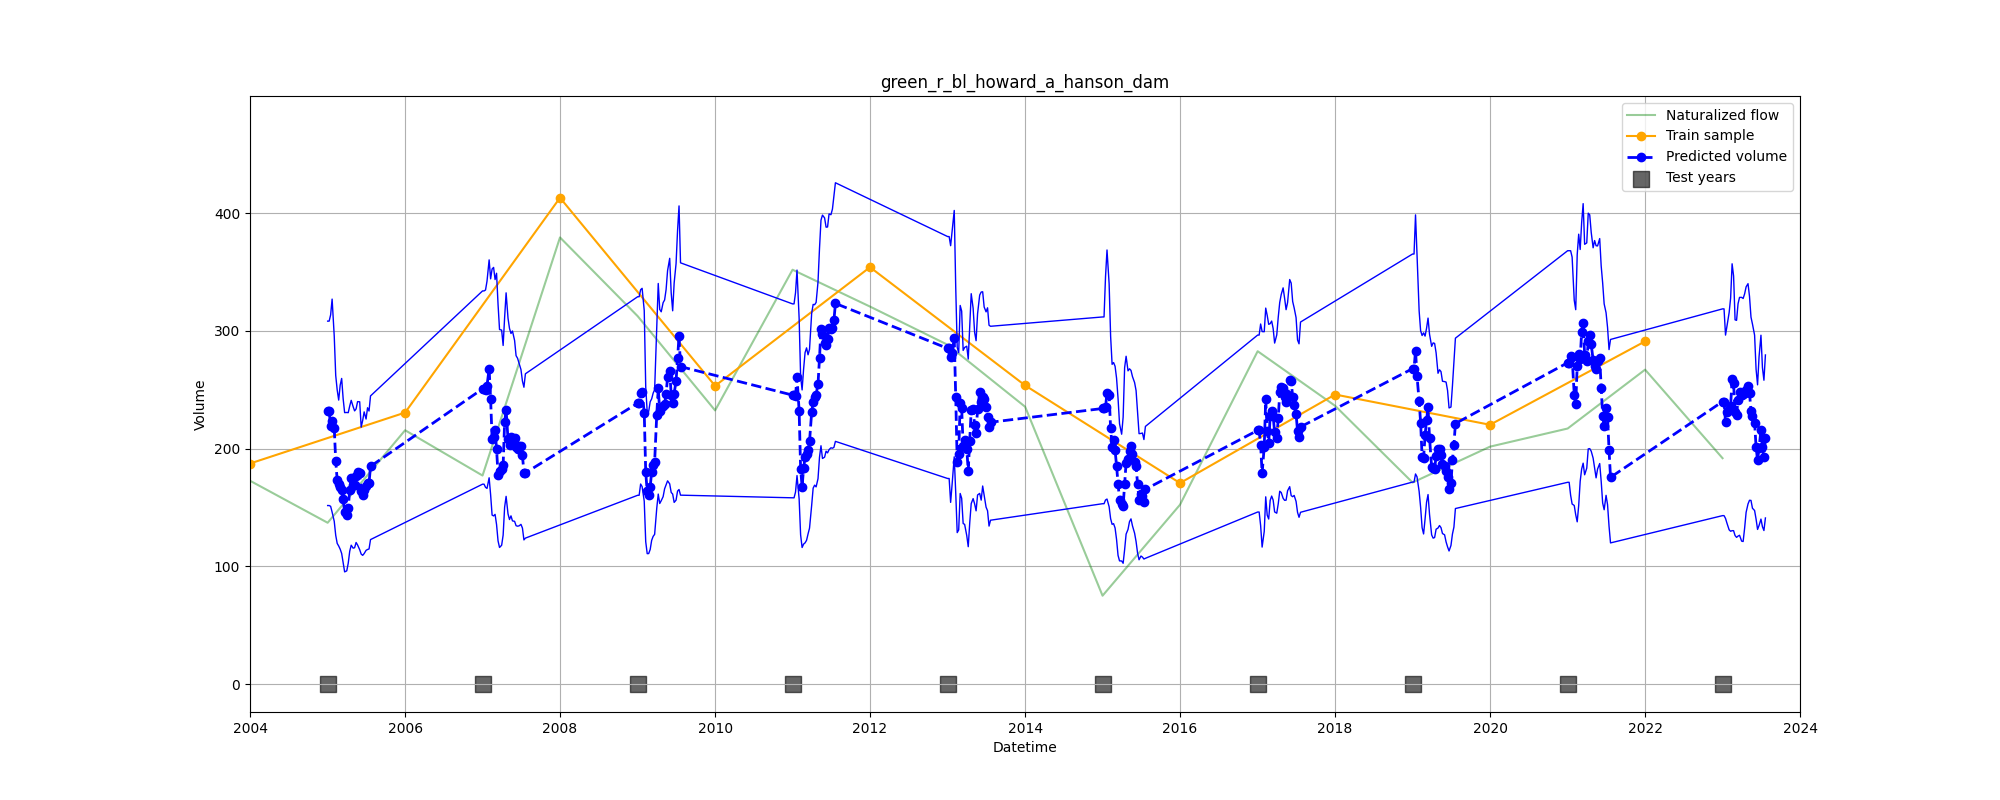 green_r_bl_howard_a_hanson_dam
Naturalized flow
Train sample
Predicted volume
Test years
Volume
400
300
200
100
0
2004 2006 2008 2010 2012 2014 2016 2018 2020 2022 2024
Datetime